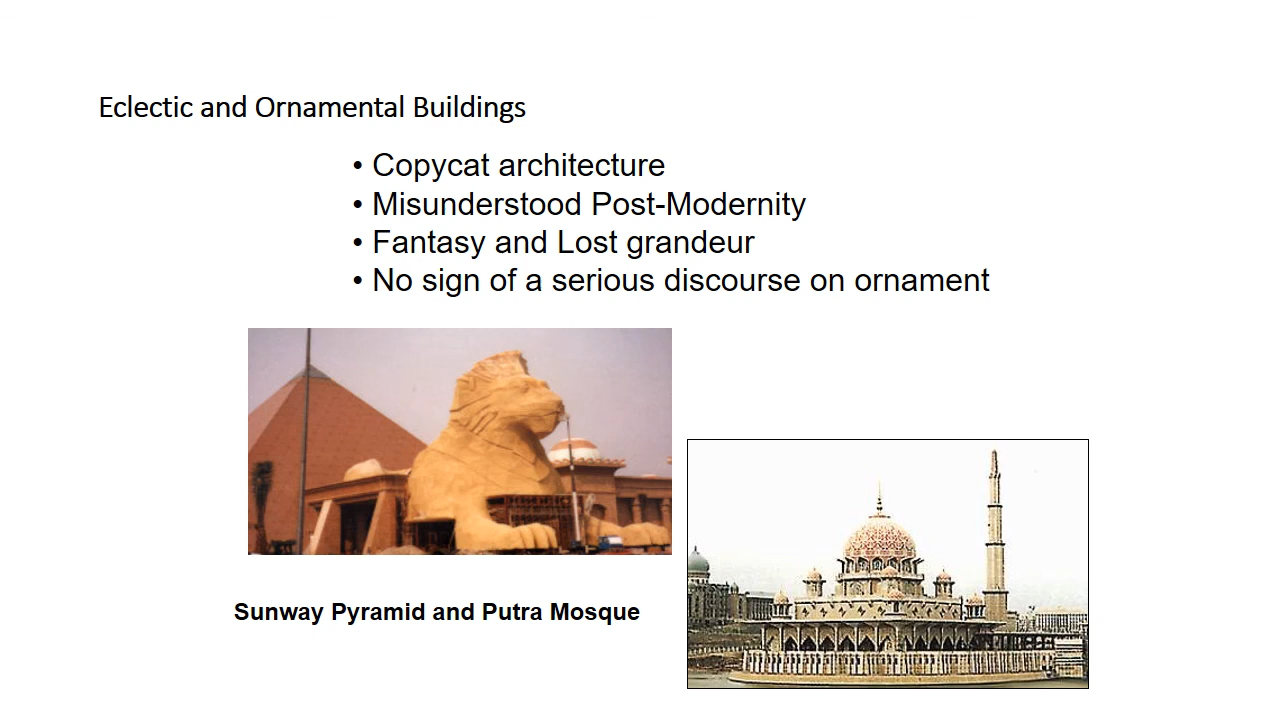 Eclectic and Ornamental Buildings
• Copycat architecture
• Misunderstood Post-Modernity
• Fantasy and Lost grandeur
• No sign of a serious discourse on ornament
Sunway Pyramid and Putra Mosque